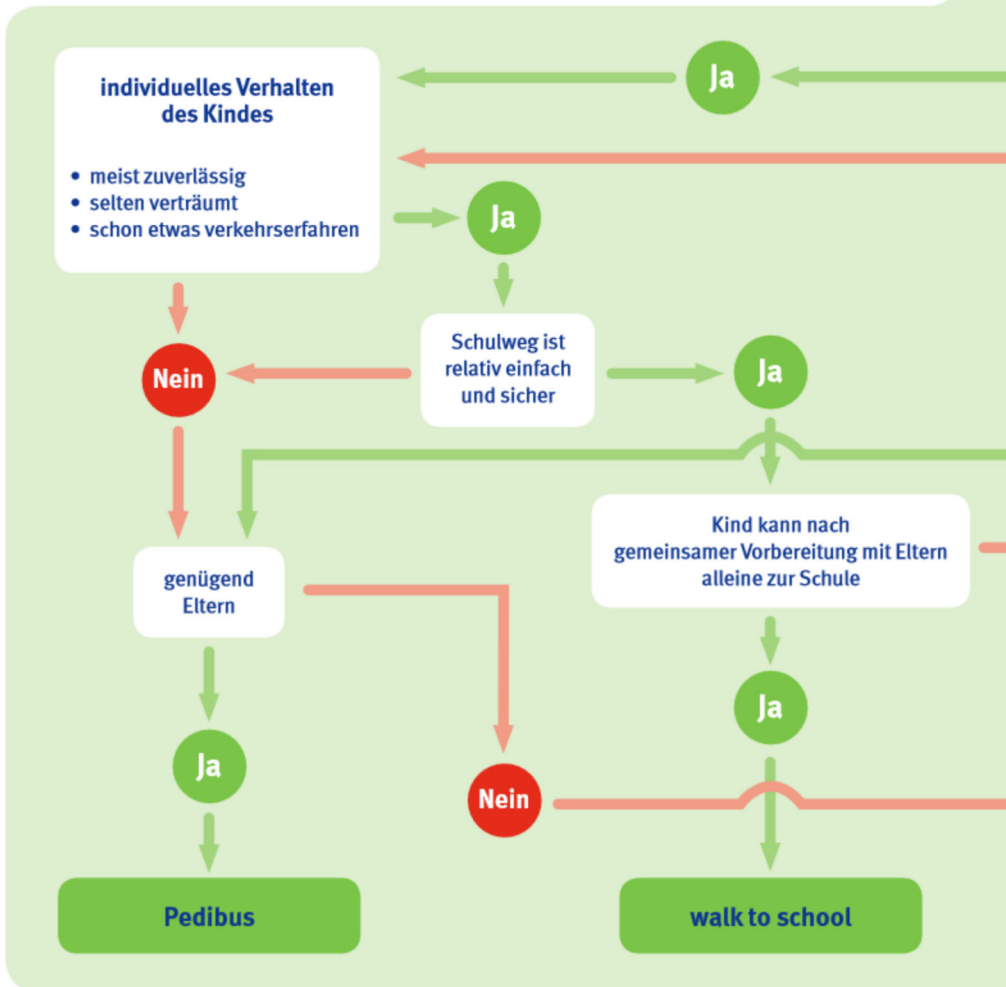 individuelles Verhalten
des Kindes
• meist zuverlässig
• selten verträumt
• schon etwas verkehrserfahren
Ja
Ja
Schulweg ist
relativ einfach
und sicher
Nein
Ja
Kind kann nach
gemeinsamer Vorbereitung mit Eltern
alleine zur Schule
genügend
Eltern
Ja
Ja
Nein
Pedibus
walk to school